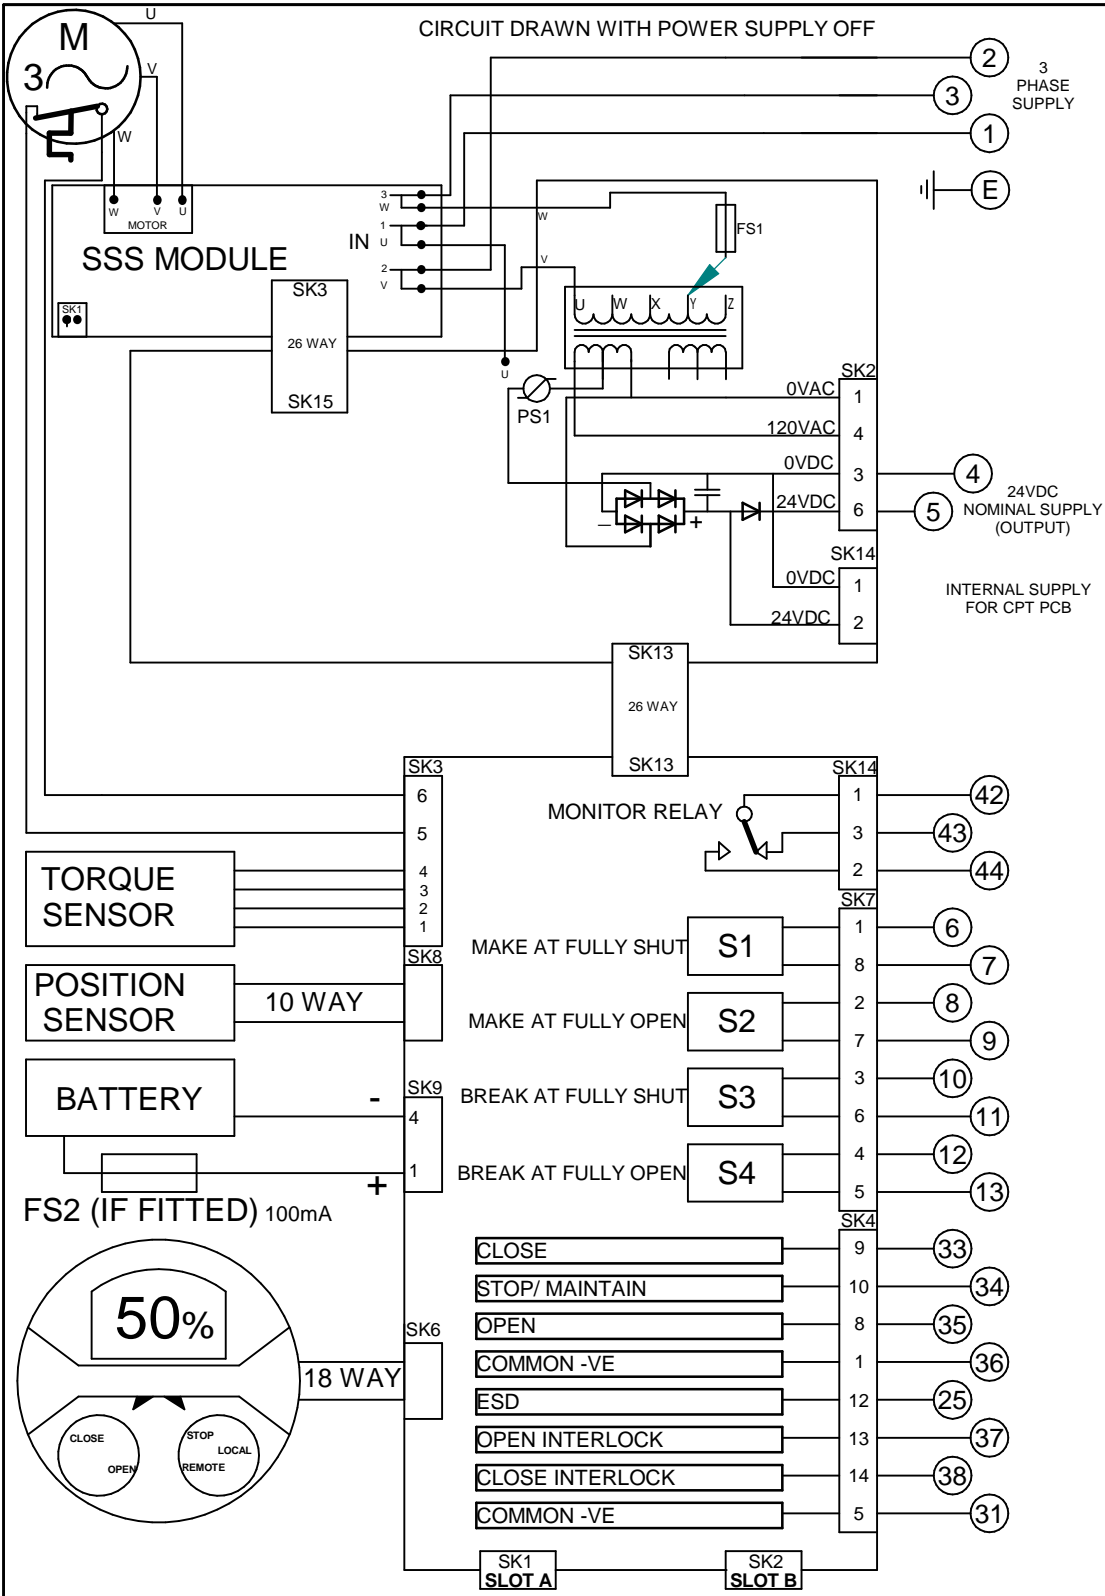 CIRCUIT DRAWN WITH POWER SUPPLY OFF
M
3
U
V
W
2
3
1
E
3
PHASE
SUPPLY
W V U
MOTOR
SSS MODULE
IN
3
W
1
U
2
V
W
V
U
FS1
SK1
SK3
26 WAY
SK15
U W X Y Z
PS1
SK2
0VAC 1
120VAC 4
0VDC 3 4
24VDC 6 5
24VDC
NOMINAL SUPPLY
(OUTPUT)
– +
SK14
0VDC 1
24VDC 2
INTERNAL SUPPLY
FOR CPT PCB
SK13
26 WAY
SK13
SK3
6
5
4
3
2
1
TORQUE
SENSOR
SK8
POSITION
SENSOR
10 WAY
SK9
BATTERY
- 4
+ 1
FS2 (IF FITTED) 100mA
50%
CLOSE
OPEN
STOP
LOCAL
REMOTE
18 WAY
SK6
SK14
MONITOR RELAY
1 42
3 43
2 44
SK7
MAKE AT FULLY SHUT S1
1 6
8 7
MAKE AT FULLY OPEN S2
2 8
7 9
BREAK AT FULLY SHUT S3
3 10
6 11
BREAK AT FULLY OPEN S4
4 12
5 13
SK4
CLOSE 9 33
STOP/ MAINTAIN 10 34
OPEN 8 35
COMMON -VE 1 36
ESD 12 25
OPEN INTERLOCK 13 37
CLOSE INTERLOCK 14 38
COMMON -VE 5 31
SK1
SLOT A
SK2
SLOT B